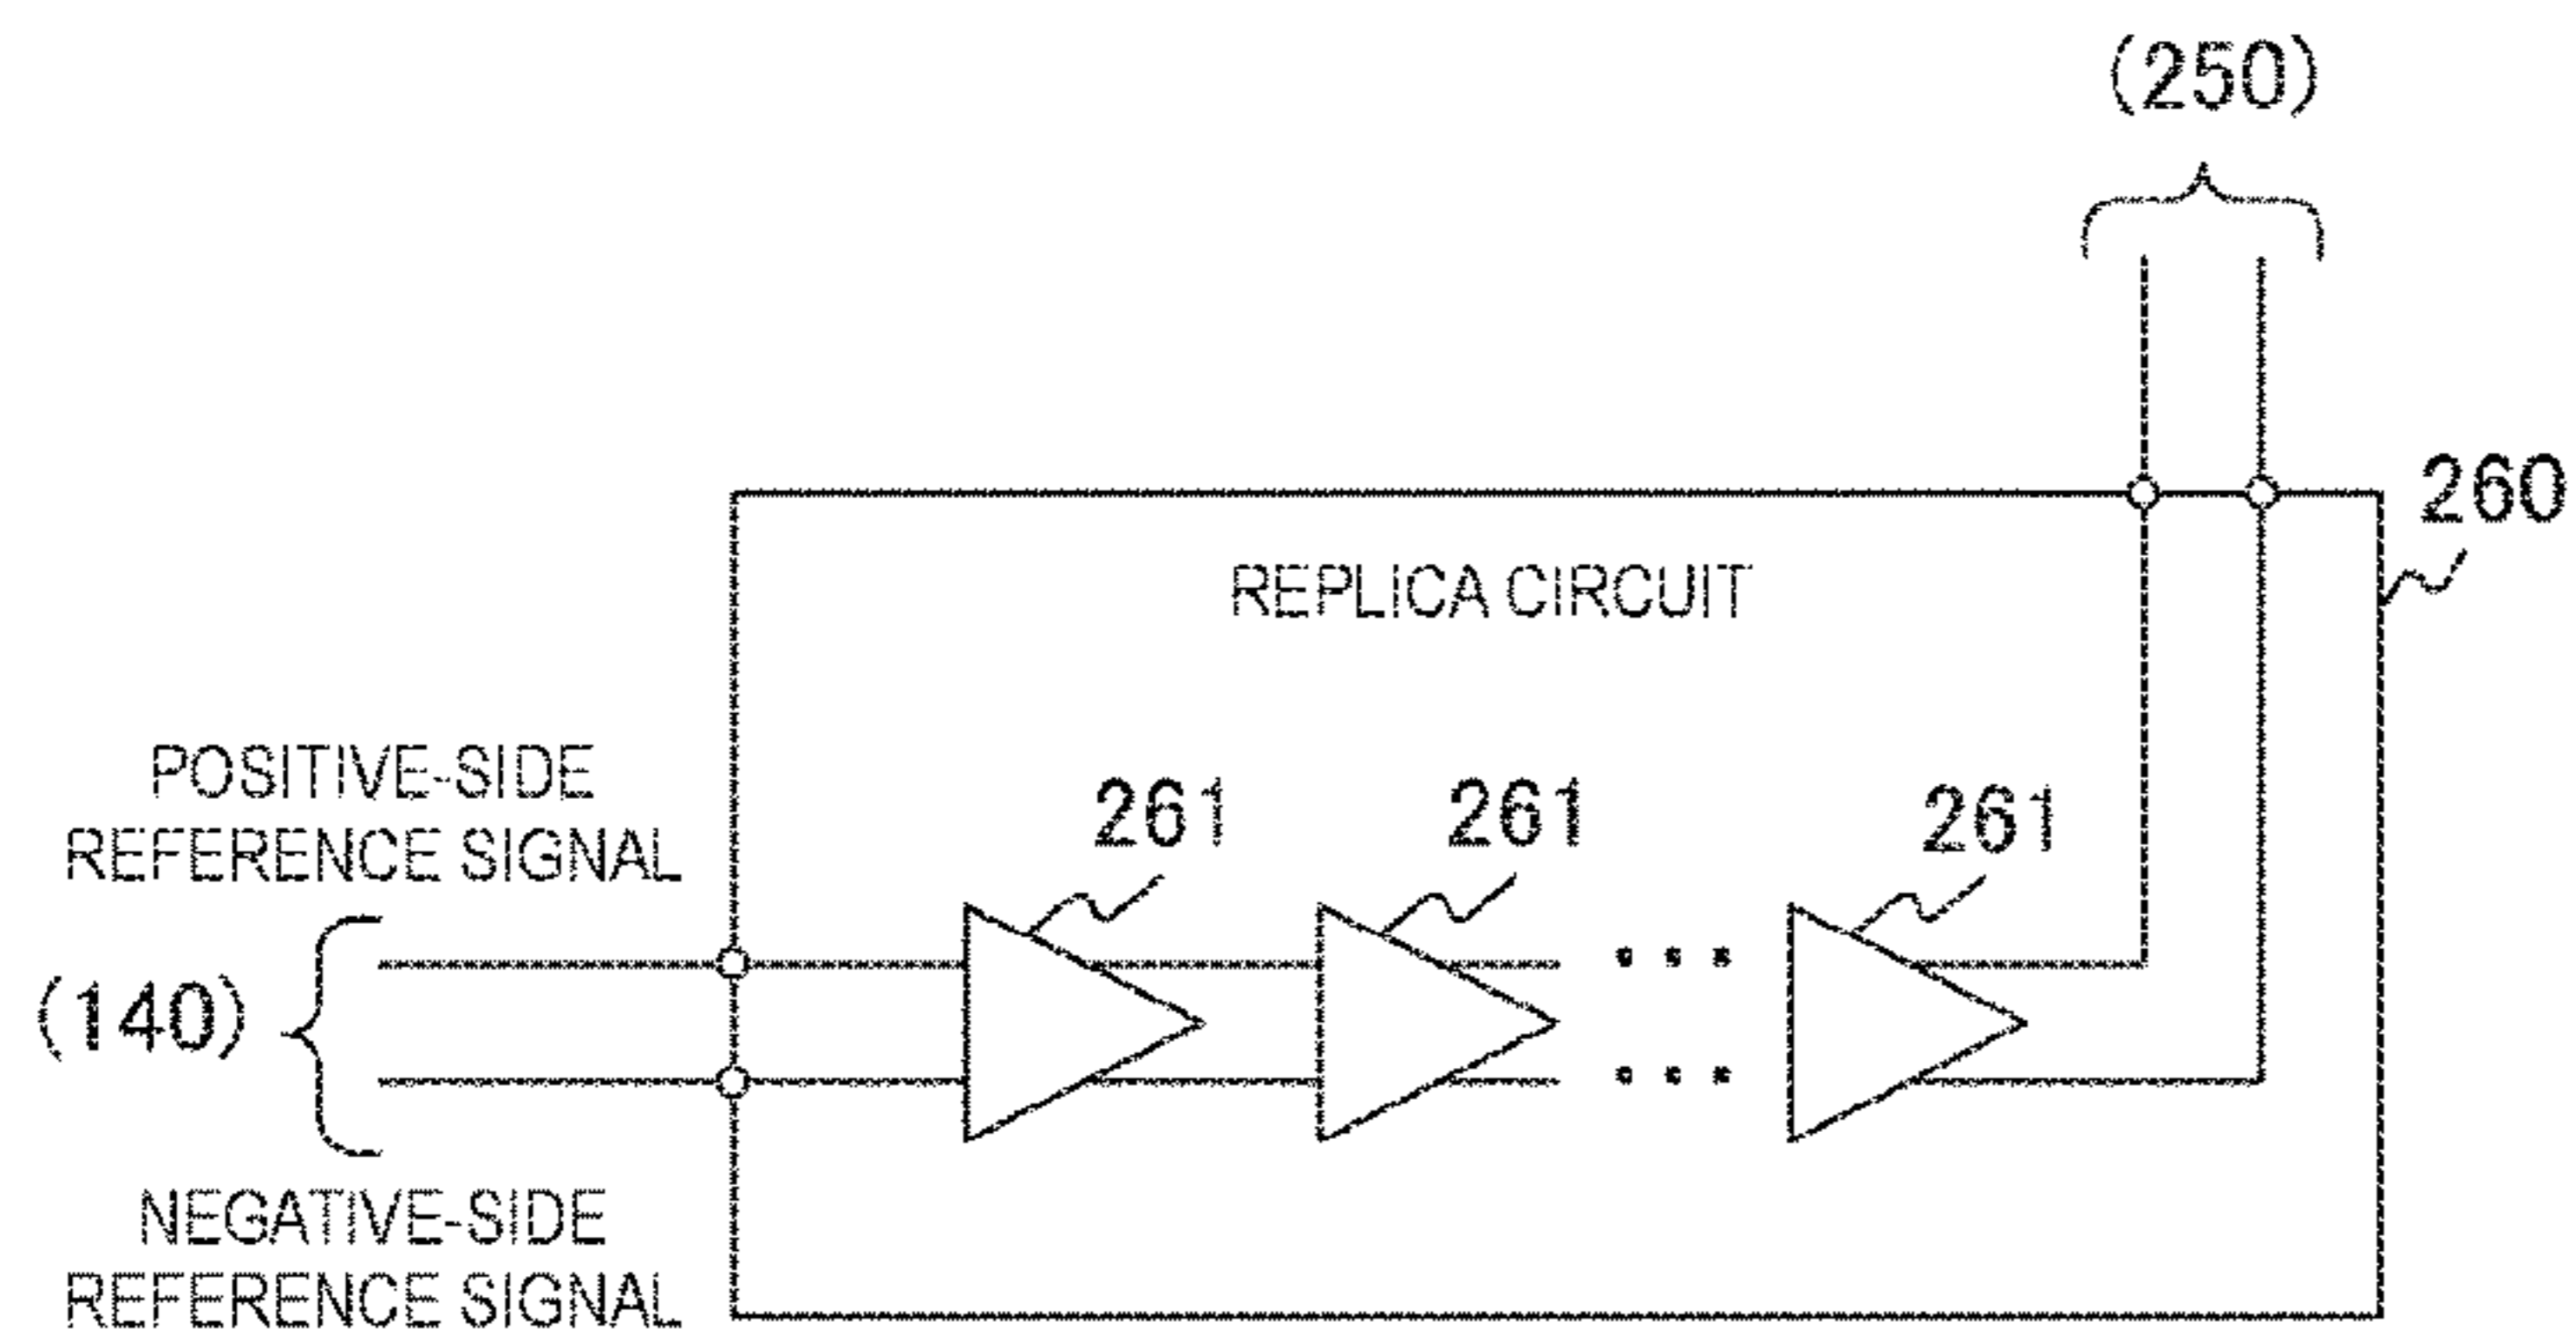 (250)
260
REPLICA CIRCUIT
POSITIVE-SIDE
REFERENCE SIGNAL
261 261 261
(140)
NEGATIVE-SIDE
REFERENCE SIGNAL